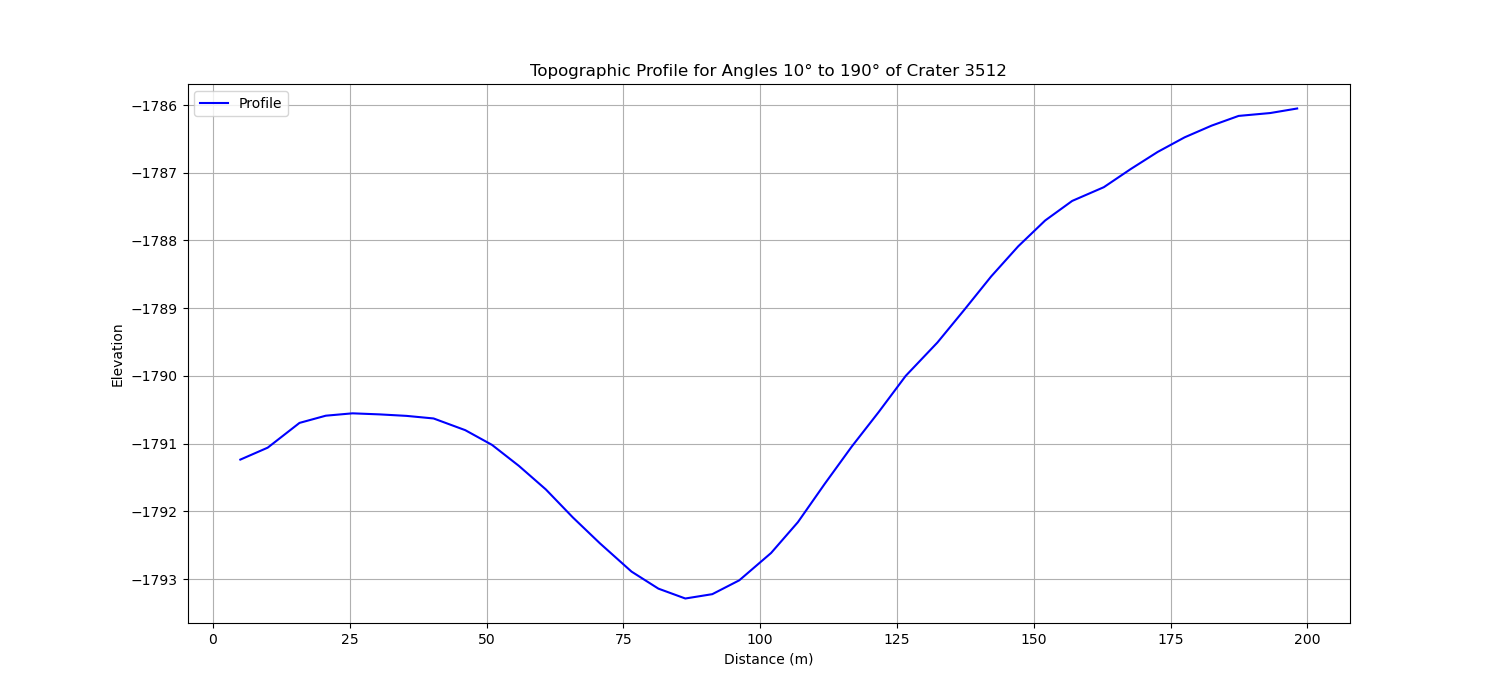 Topographic Profile for Angles 10° to 190° of Crater 3512
Profile
Elevation
−1786
−1787
−1788
−1789
−1790
−1791
−1792
−1793
0 25 50 75 100 125 150 175 200
Distance (m)